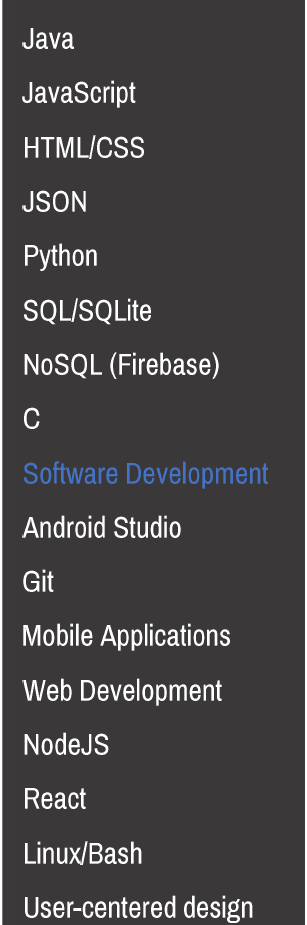 Java
JavaScript
HTML/CSS
JSON
Python
SQL/SQLite
NoSQL (Firebase)
C
Software Development
Android Studio
Git
Mobile Applications
Web Development
NodeJS
React
Linux/Bash
User-centered design